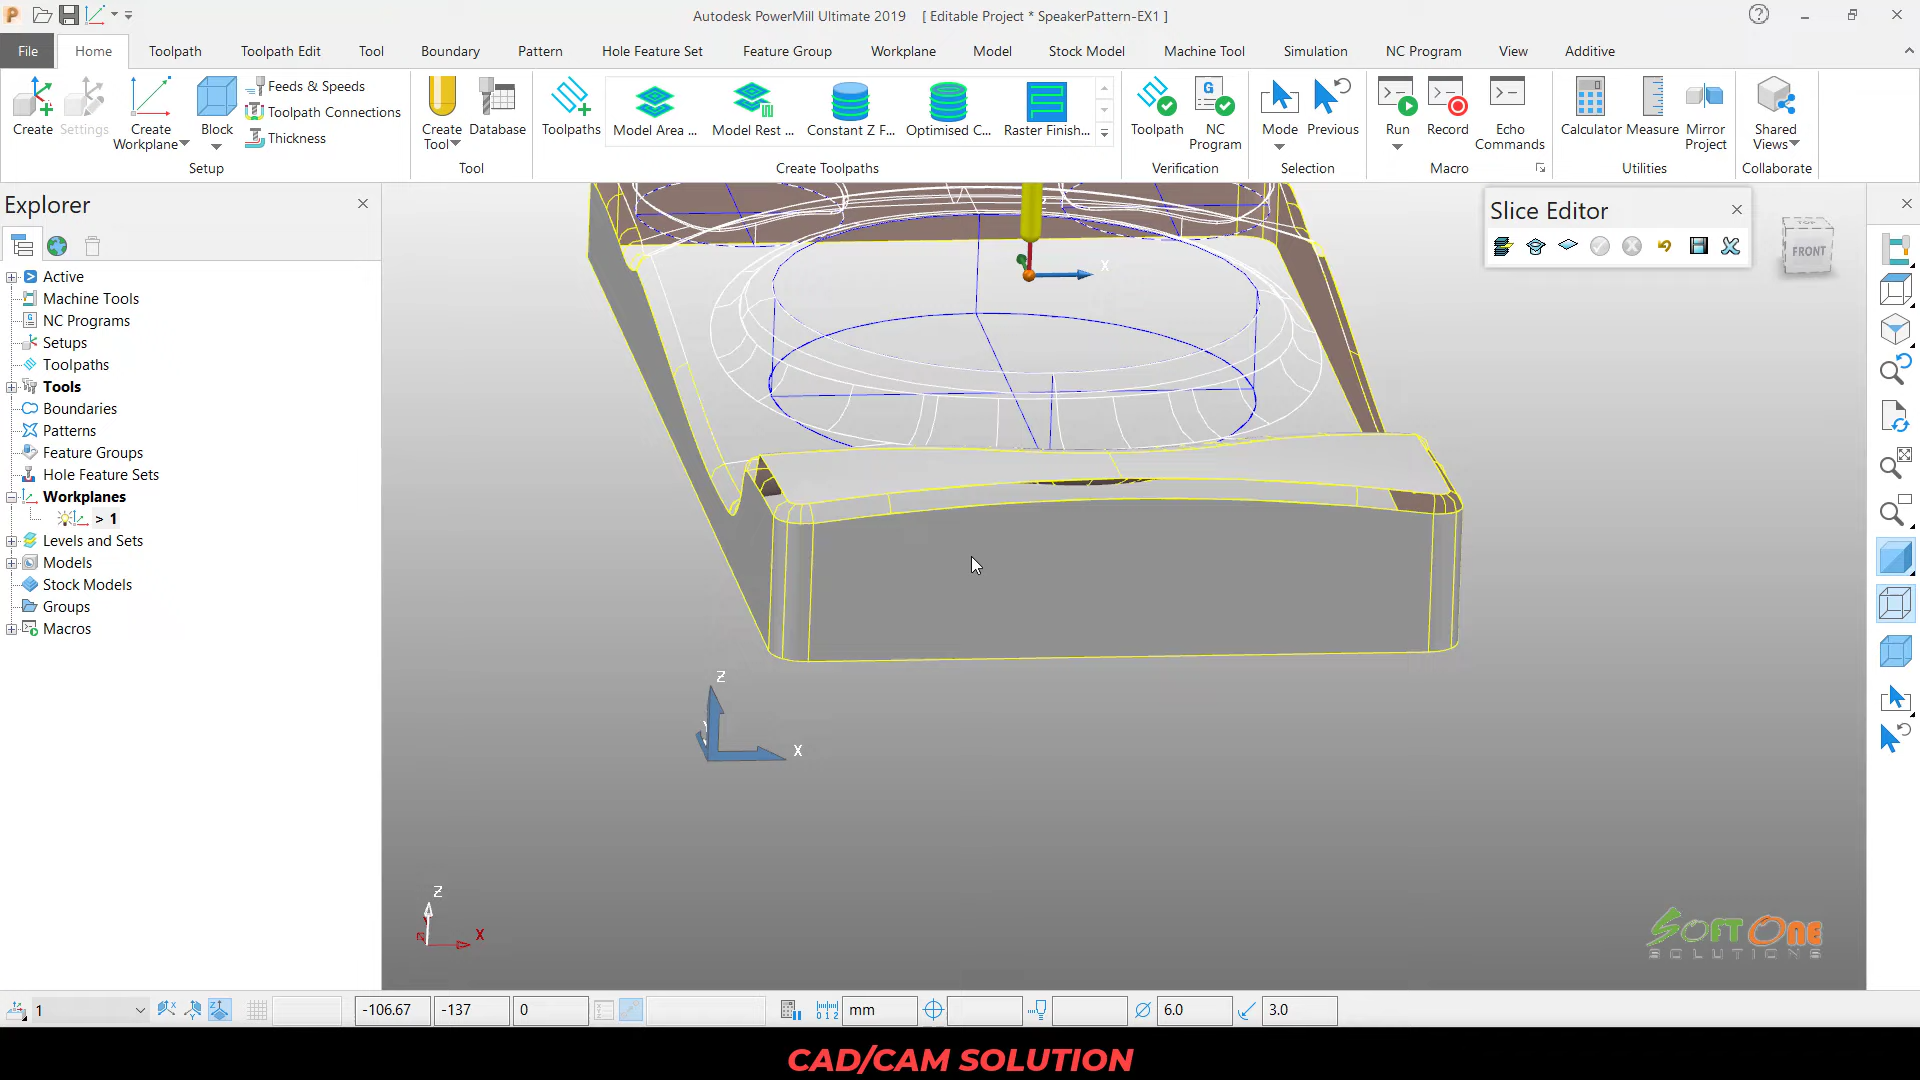 Autodesk PowerMill Ultimate 2019 [ Editable Project * SpeakerPattern-EX1 ]
File Home Toolpath Toolpath Edit Tool Boundary Pattern Hole Feature Set Feature Group Workplane Model Stock Model Machine Tool Simulation NC Program View Additive
Create
Settings
Create Workplane
Block
Feeds & Speeds
Toolpath Connections
Thickness
Setup
Create Tool
Database
Tool
Toolpaths
Model Area ...
Model Rest ...
Constant Z F...
Optimised C...
Raster Finish...
Create Toolpaths
Toolpath
NC Program
Verification
Mode
Previous
Selection
Run
Record
Echo Commands
Macro
Calculator
Measure
Mirror Project
Utilities
Shared Views
Collaborate
Explorer
Active
Machine Tools
NC Programs
Setups
Toolpaths
Tools
Boundaries
Patterns
Feature Groups
Hole Feature Sets
Workplanes
> 1
Levels and Sets
Models
Stock Models
Groups
Macros
Slice Editor
TOP
FRONT
X
Z
X
Z
X
SOFTONE
SOLUTIONS
1 -106.67 -137 0 mm 6.0 3.0
CAD/CAM SOLUTION